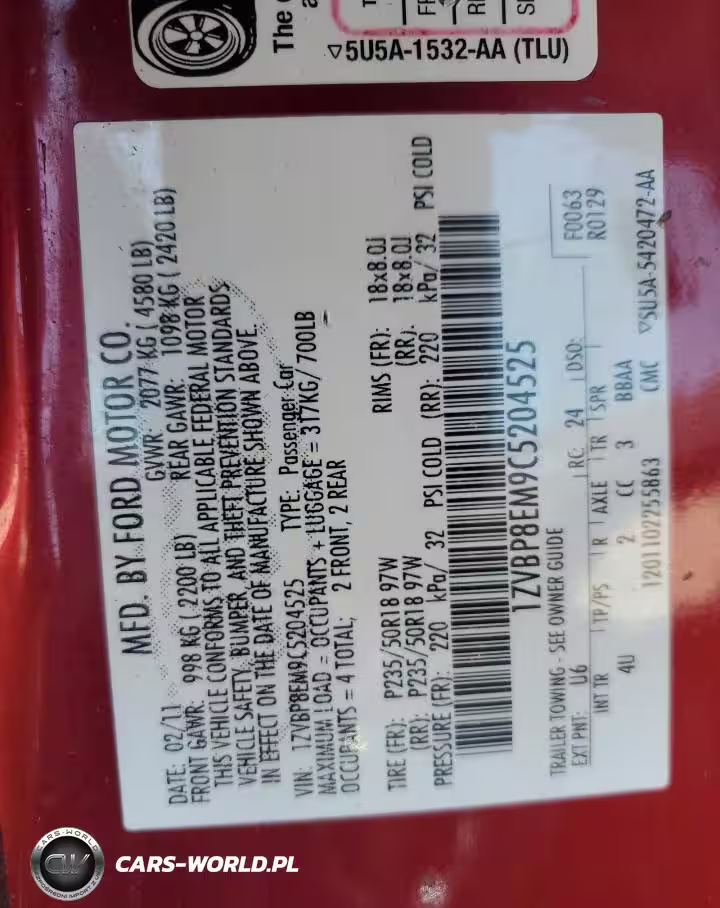 The
▽5U5A-1532-AA (TLU)
MFD. BY FORD MOTOR CO.
DATE: 02/11 GVWR: 2077 KG ( 4580 LB)
FRONT GAWR: 998 KG ( 2200 LB) REAR GAWR: 1098 KG ( 2420 LB)
THIS VEHICLE CONFORMS TO ALL APPLICABLE FEDERAL MOTOR
VEHICLE SAFETY, BUMPER, AND THEFT PREVENTION STANDARDS
IN EFFECT ON THE DATE OF MANUFACTURE SHOWN ABOVE.
VIN: 1ZVBP8EM9C5204525 TYPE: Passenger Car
MAXIMUM LOAD = OCCUPANTS + LUGGAGE = 317KG/ 700LB
OCCUPANTS = 4 TOTAL; 2 FRONT, 2 REAR
TIRE (FR): P235/50R18 97W RIMS (FR): 18x8.0J
(RR): P235/50R18 97W (RR): 18x8.0J
PRESSURE (FR): 220 kPa/ 32 PSI COLD (RR): 220 kPa/ 32 PSI COLD
1ZVBP8EM9C5204525
TRAILER TOWING - SEE OWNER GUIDE
F0063
R0129
EXT PNT: U6 RC: 24 DSO:
INT TR TP/PS R AXLE TR SPR
4U 2 CC 3 BBAA
1201102255863 CMC ▽5U5A-5420472-AA
CARS-WORLD
CW
CARS-WORLD.PL